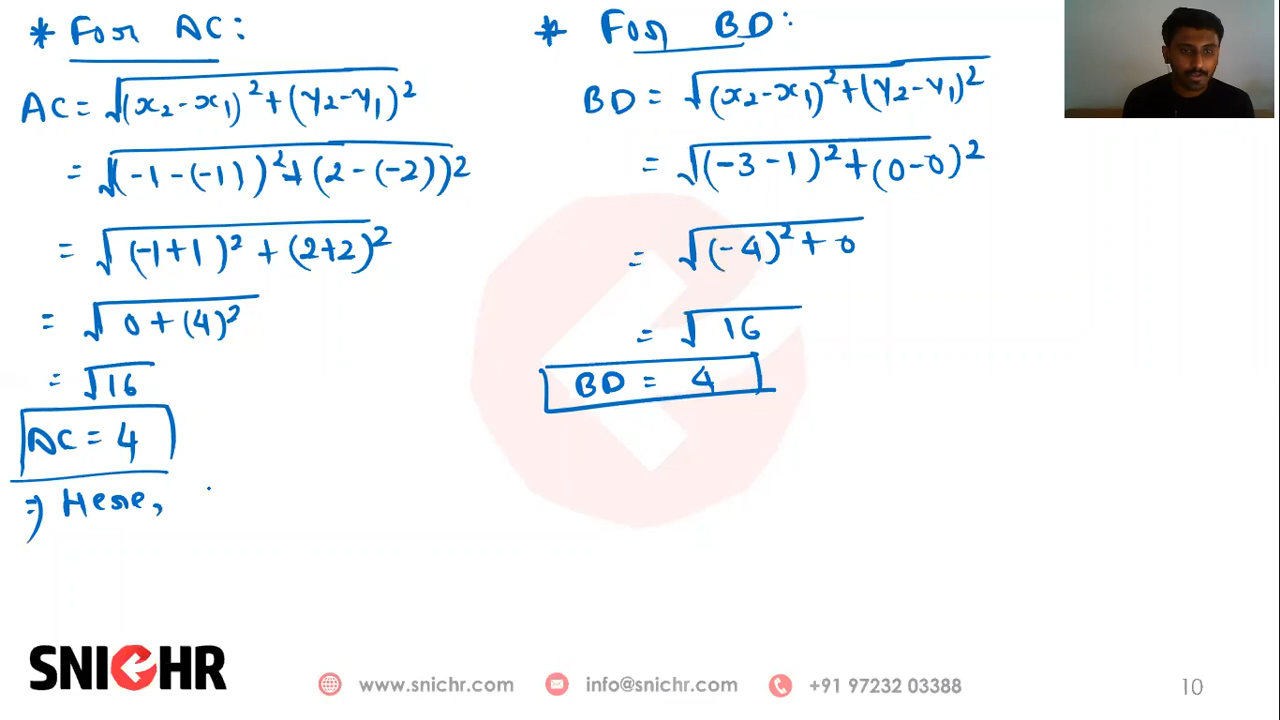 * For AC:
AC = √(x₂-x₁)²+(y₂-y₁)²
= √(-1-(-1))²+(2-(-2))²
= √(-1+1)²+(2+2)²
= √0+(4)²
= √16
AC = 4
⇒ Here,
* For BD:
BD = √(x₂-x₁)²+(y₂-y₁)²
= √(-3-1)²+(0-0)²
= √(-4)²+0
= √16
BD = 4
SNICHR
www.snichr.com
info@snichr.com
+91 97232 03388
10